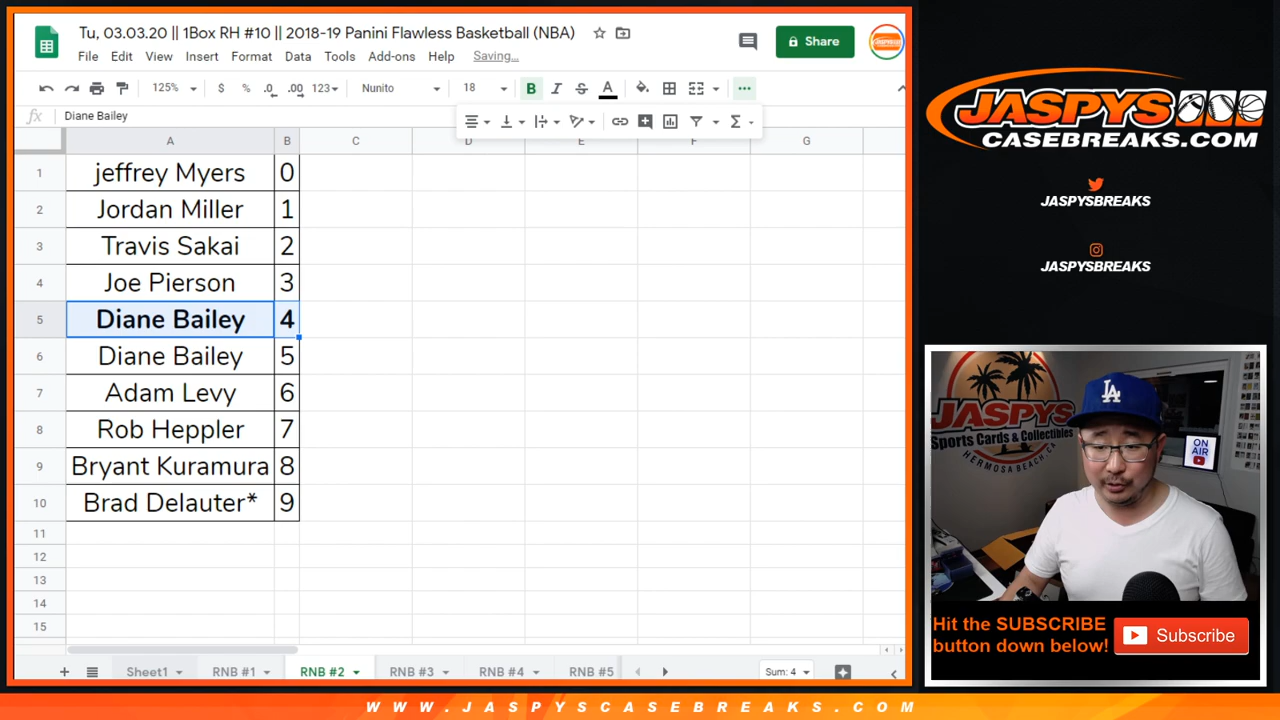 Tu, 03.03.20 || 1Box RH #10 || 2018-19 Panini Flawless Basketball (NBA)
File Edit View Insert Format Data Tools Add-ons Help Saving...
Share
125% $ % .0 .00 123 Nunito 18 B I S A
fx Diane Bailey
A B C D E F G
1 jeffrey Myers 0
2 Jordan Miller 1
3 Travis Sakai 2
4 Joe Pierson 3
5 Diane Bailey 4
6 Diane Bailey 5
7 Adam Levy 6
8 Rob Heppler 7
9 Bryant Kuramura 8
10 Brad Delauter* 9
11
12
13
14
15
Sheet1 RNB #1 RNB #2 RNB #3 RNB #4 RNB #5 Sum: 4
JASPYS
CASEBREAKS.COM
JASPYSBREAKS
JASPYSBREAKS
JASPYS
Sports Cards & Collectibles
HERMOSA BEACH, CA
LA
ON
AIR
Hit the SUBSCRIBE
button down below!
Subscribe
WWW.JASPYSCASEBREAKS.COM